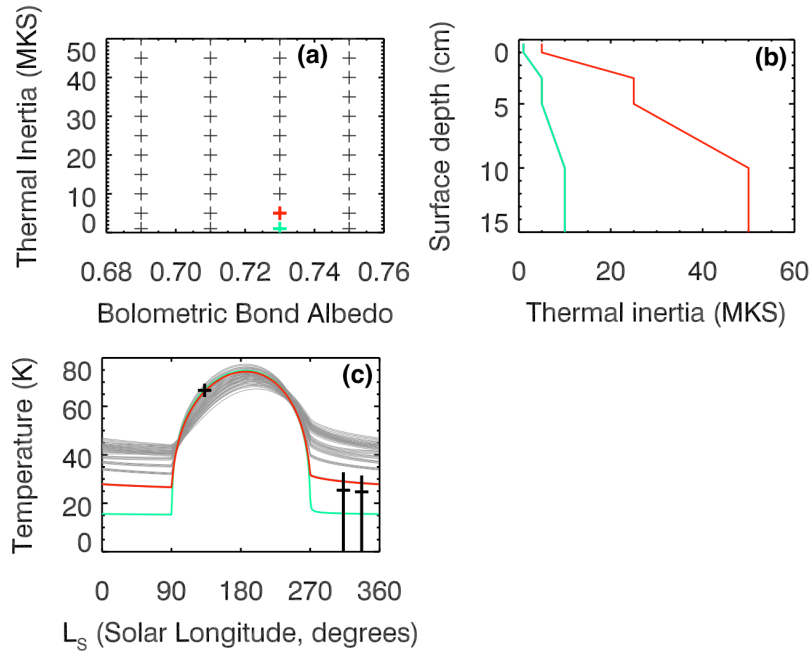 (a)
Thermal Inertia (MKS)
50
40
30
20
10
0
0.68 0.70 0.72 0.74 0.76
Bolometric Bond Albedo
(b)
Surface depth (cm)
0
5
10
15
0 20 40 60
Thermal inertia (MKS)
(c)
Temperature (K)
80
60
40
20
0
0 90 180 270 360
L_S (Solar Longitude, degrees)